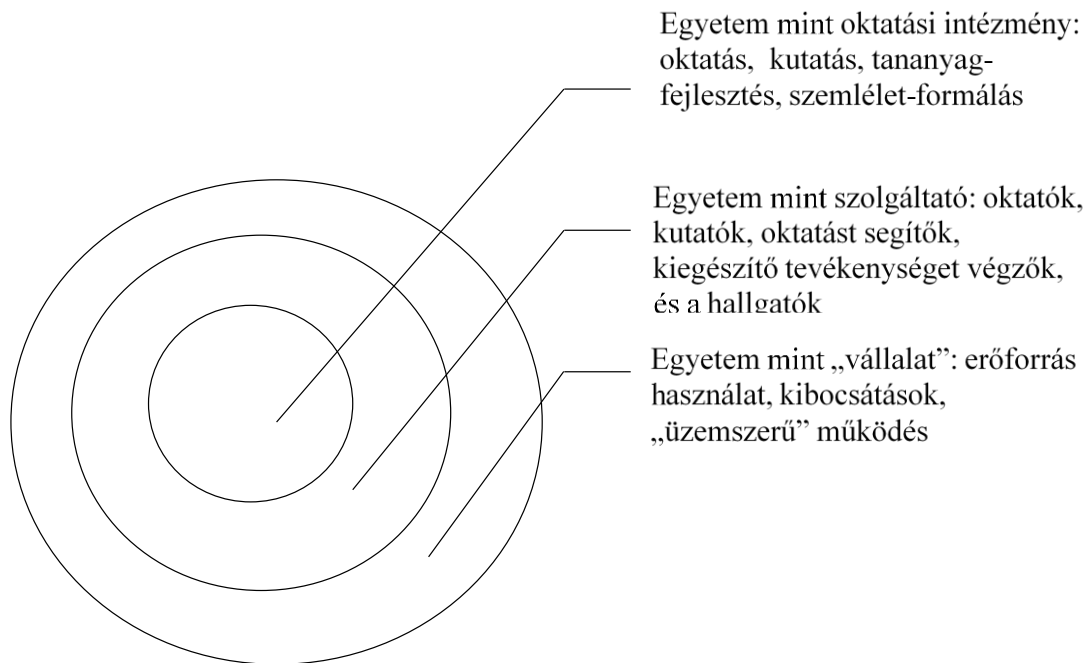 Egyetem mint oktatási intézmény:
oktatás, kutatás, tananyag-
fejlesztés, szemlélet-formálás
Egyetem mint szolgáltató: oktatók,
kutatók, oktatást segítők,
kiegészítő tevékenységet végzők,
és a hallgatók
Egyetem mint „vállalat”: erőforrás
használat, kibocsátások,
„üzemszerű” működés